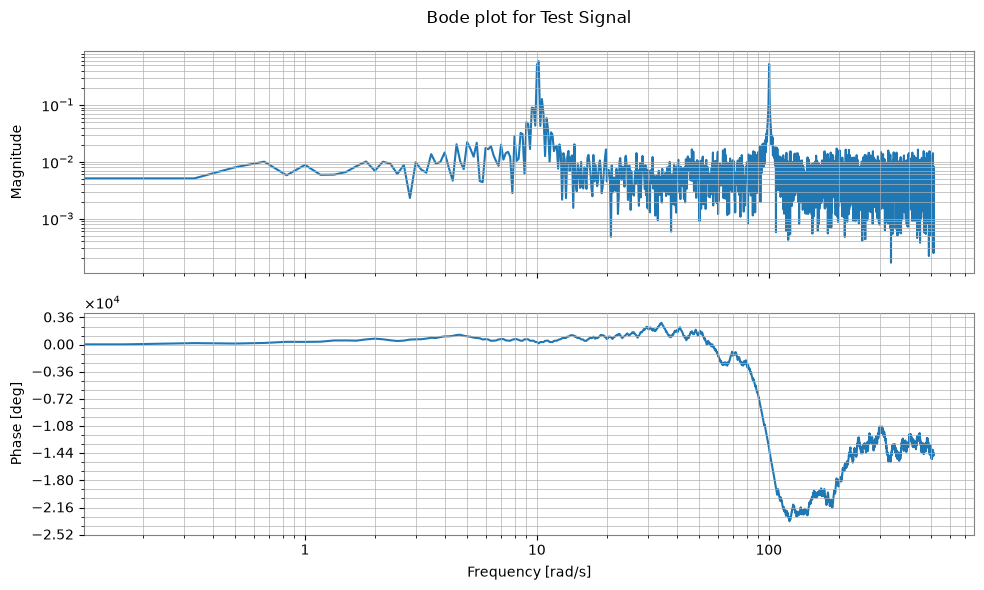 Bode plot for Test Signal
10⁻¹
10⁻²
10⁻³
Magnitude
×10⁴
0.36
0.00
−0.36
−0.72
−1.08
−1.44
−1.80
−2.16
−2.52
Phase [deg]
1 10 100
Frequency [rad/s]